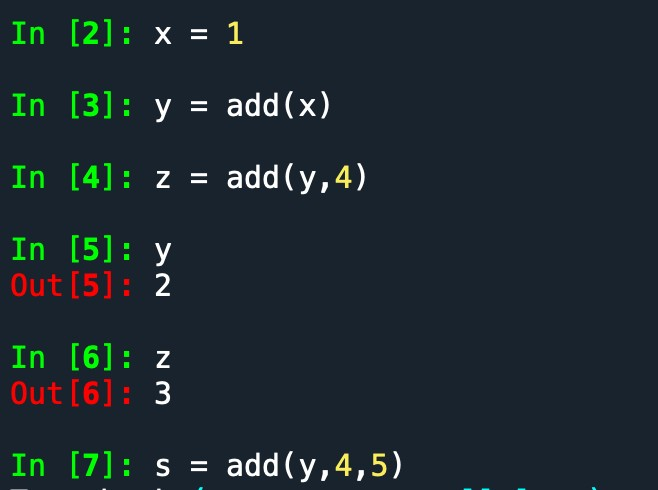 In [2]: x = 1
In [3]: y = add(x)
In [4]: z = add(y,4)
In [5]: y
Out[5]: 2
In [6]: z
Out[6]: 3
In [7]: s = add(y,4,5)